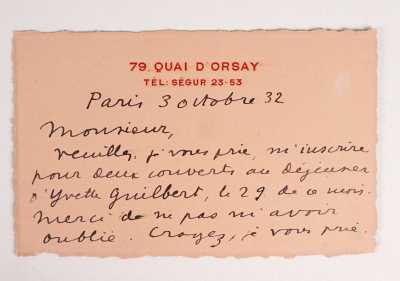 79. QUAI D'ORSAY
TÉL: SÉGUR 23-53
Paris 3 octobre 32
Monsieur,
Veuillez, je vous prie, m'inscrire
pour deux couverts au Déjeuner
d'Yvette Guilbert, le 29 de ce mois.
Merci de ne pas m'avoir
oublié. Croyez, je vous prie.